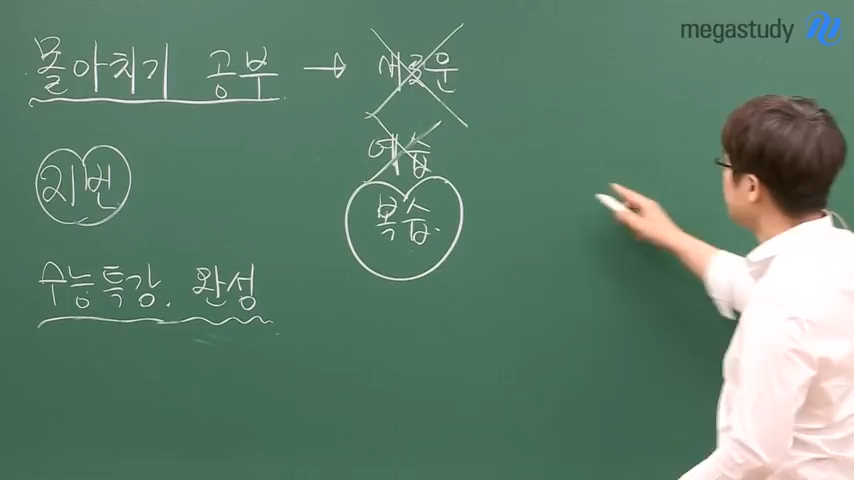 megastudy
몰아치기 공부 → 새로운
예습
2번
복습.
수능특강. 완성